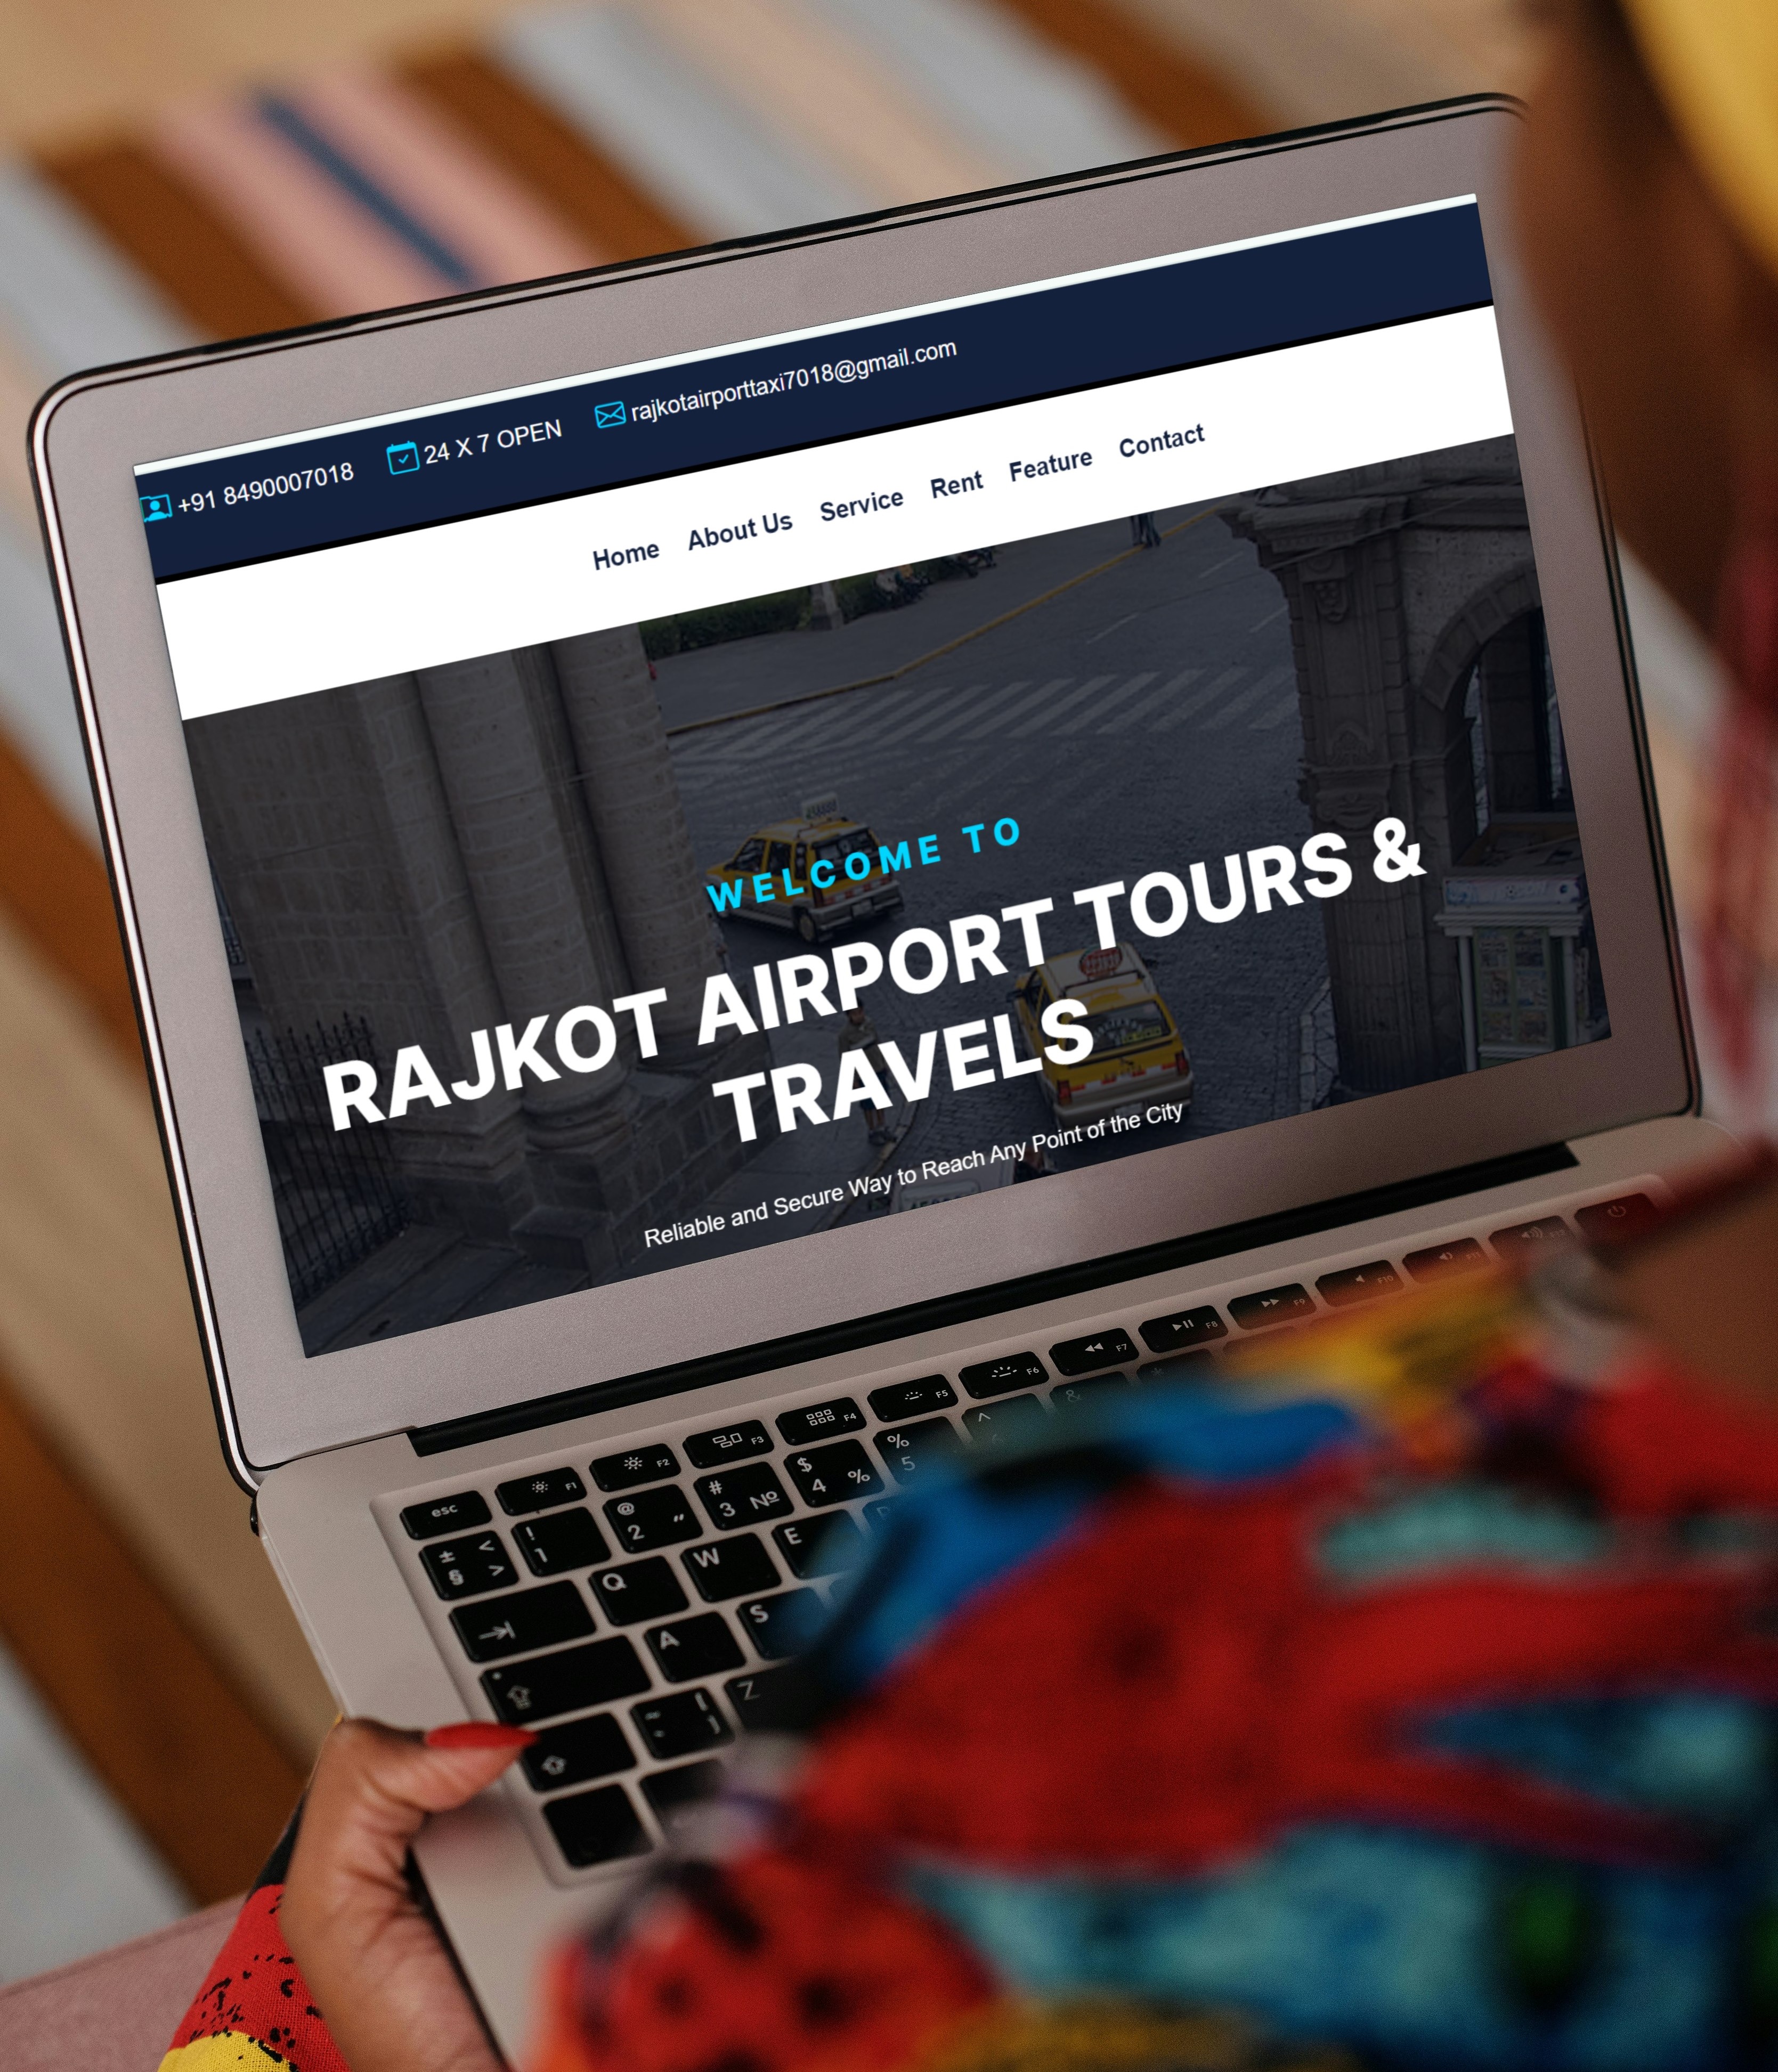 +91 8490007018 24 X 7 OPEN rajkotairporttaxi7018@gmail.com
Home About Us Service Rent Feature Contact
WELCOME TO
RAJKOT AIRPORT TOURS &
TRAVELS
Reliable and Secure Way to Reach Any Point of the City
esc F1 F2 F3 F4 F5 F6 F7 F8 F9 F10
± § < > ! 1 @ 2 " # 3 № $ 4 % % 5 ^ &
Q W E
A S
Z